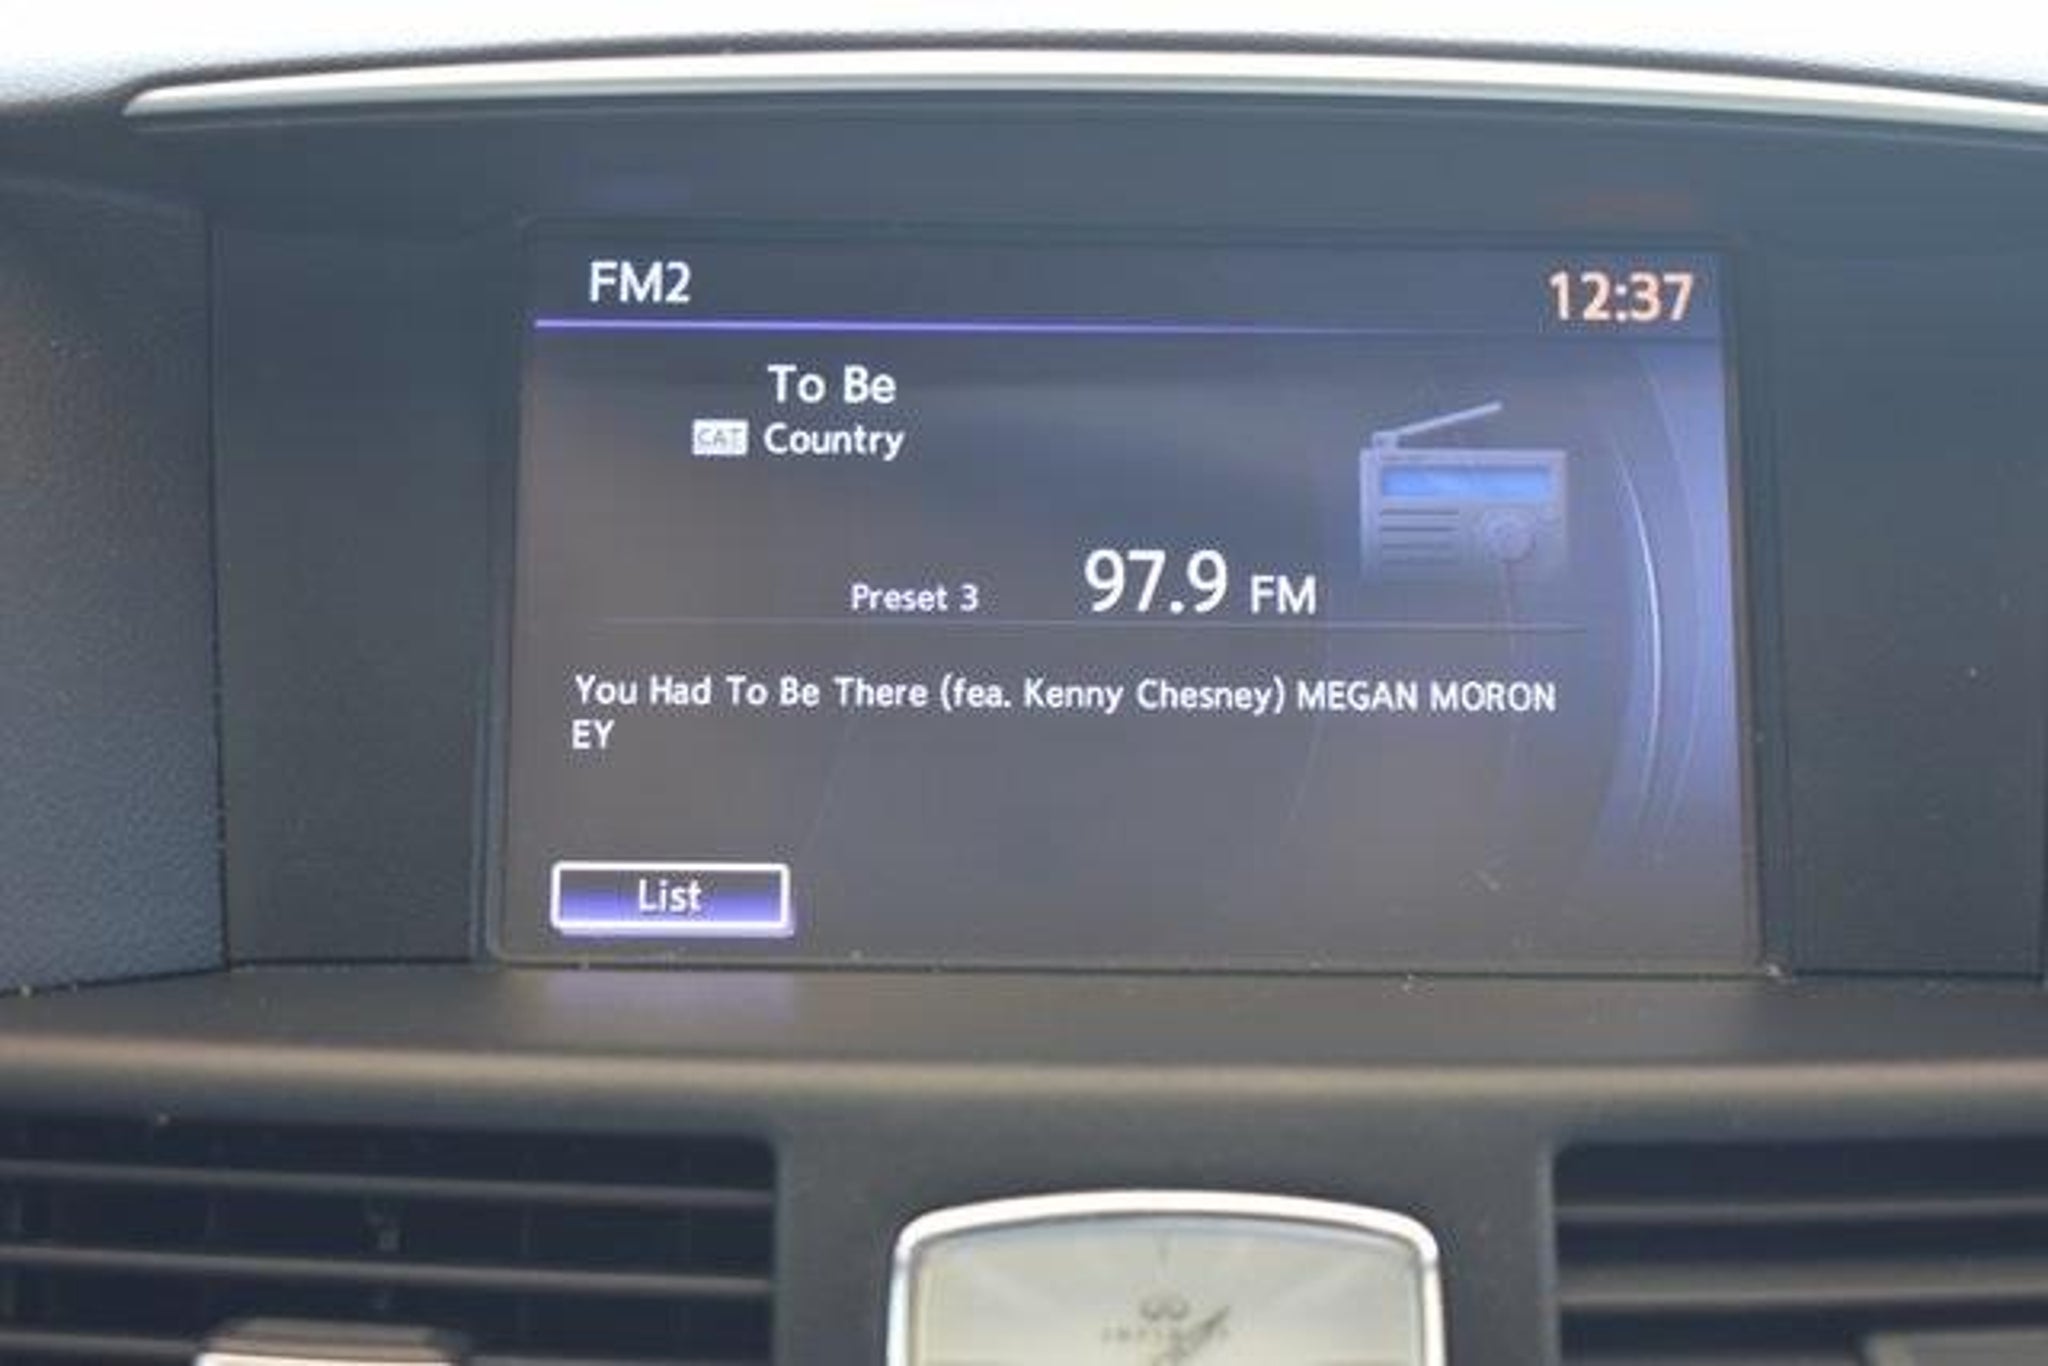 FM2
12:37
To Be
CAT Country
Preset 3 97.9 FM
You Had To Be There (fea. Kenny Chesney) MEGAN MORON
EY
List
INFINITI